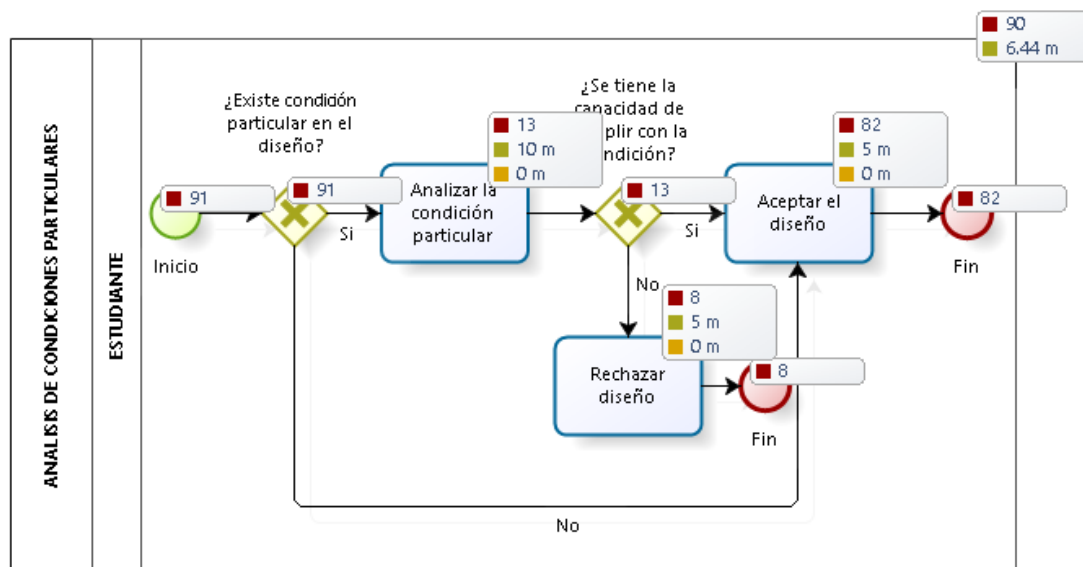 90
6.44 m
ANALISIS DE CONDICIONES PARTICULARES
ESTUDIANTE
¿Existe condición
particular en el
diseño?
¿Se tiene la
capacidad de
plir con la
ndición?
13
10 m
0 m
82
5 m
0 m
91
91
13
82
Analizar la
condición
particular
Aceptar el
diseño
Inicio
Si
Si
Fin
No
8
5 m
0 m
8
Rechazar
diseño
Fin
No